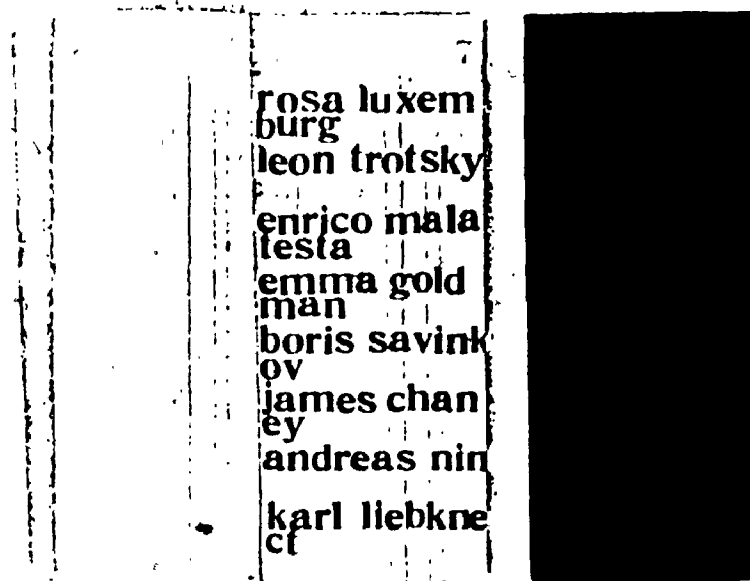 rosa luxem
burg
leon trotsky
enrico mala
testa
emma gold
man
boris savink
ov
james chan
ey
andreas nin
karl liebkne
ct